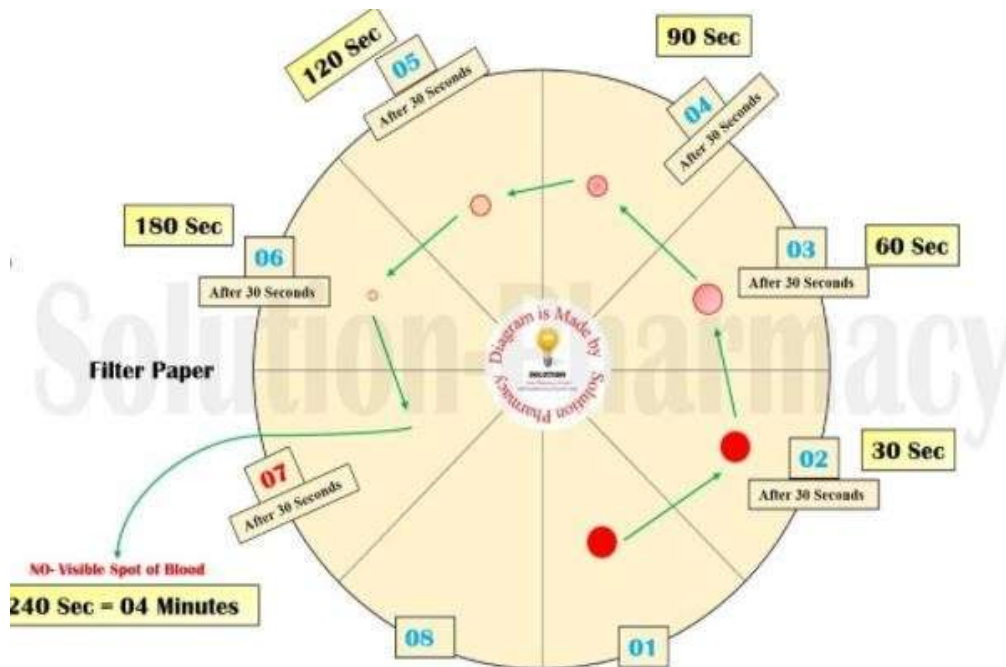 120 Sec
05
After 30 Seconds
90 Sec
04
After 30 Seconds
180 Sec
06
After 30 Seconds
03
After 30 Seconds
60 Sec
Solution-Pharmacy
Diagram is Made by
Solution Pharmacy
SOLUTION
Filter Paper
02
After 30 Seconds
30 Sec
07
After 30 Seconds
NO- Visible Spot of Blood
240 Sec = 04 Minutes
08
01